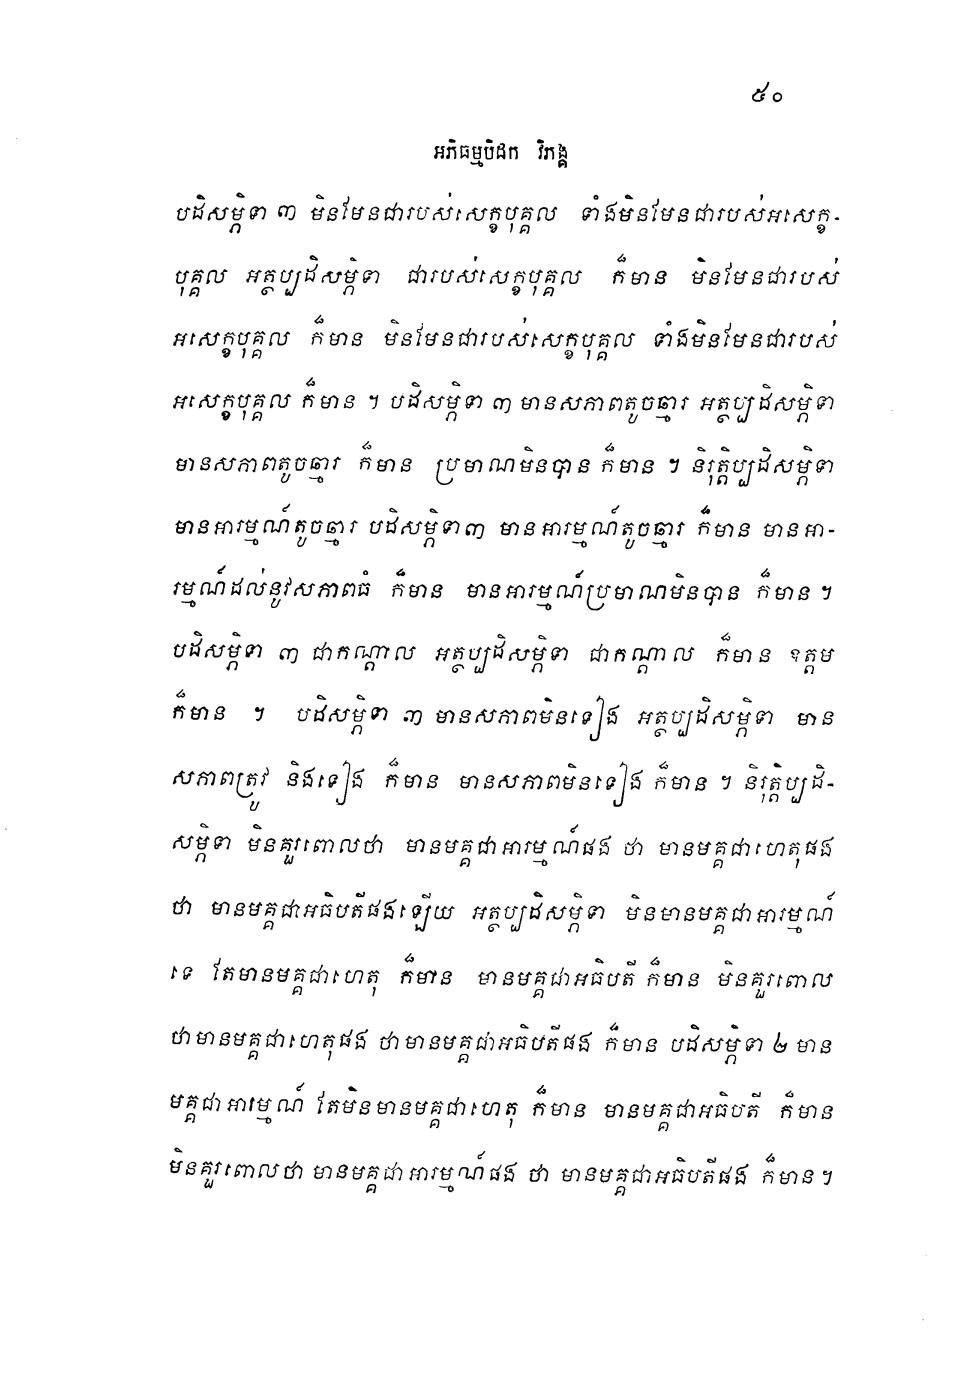 ៥០
អភិធម្មបិដក វិភង្គ
បដិសម្ភិទា ៣ មិនមែនជារបស់សេក្ខបុគ្គល ទាំងមិនមែនជារបស់អសេក្ខ-
បុគ្គល អត្ថប្បដិសម្ភិទា ជារបស់សេក្ខបុគ្គល ក៏មាន មិនមែនជារបស់
អសេក្ខបុគ្គល ក៏មាន មិនមែនជារបស់សេក្ខបុគ្គល ទាំងមិនមែនជារបស់
អសេក្ខបុគ្គល ក៏មាន ។ បដិសម្ភិទា ៣ មានសភាពតូចឆ្មារ អត្ថប្បដិសម្ភិទា
មានសភាពតូចឆ្មារ ក៏មាន ប្រមាណមិនបាន ក៏មាន ។ និរុត្តិប្បដិសម្ភិទា
មានអារម្មណ៍តូចឆ្មារ បដិសម្ភិទា ៣ មានអារម្មណ៍តូចឆ្មារ ក៏មាន មានអា-
រម្មណ៍ដល់នូវសភាពធំ ក៏មាន មានអារម្មណ៍ប្រមាណមិនបាន ក៏មាន ។
បដិសម្ភិទា ៣ ជាកណ្តាល អត្ថប្បដិសម្ភិទា ជាកណ្តាល ក៏មាន ឧត្តម
ក៏មាន ។ បដិសម្ភិទា ៣ មានសភាពមិនទៀង អត្ថប្បដិសម្ភិទា មាន
សភាពត្រូវ និងទៀង ក៏មាន មានសភាពមិនទៀង ក៏មាន ។ និរុត្តិប្បដិ-
សម្ភិទា មិនគួរពោលថា មានមគ្គជាអារម្មណ៍ផង ថា មានមគ្គជាហេតុផង
ថា មានមគ្គជាអធិបតីផងឡើយ អត្ថប្បដិសម្ភិទា មិនមានមគ្គជាអារម្មណ៍
ទេ តែមានមគ្គជាហេតុ ក៏មាន មានមគ្គជាអធិបតី ក៏មាន មិនគួរពោល
ថាមានមគ្គជាហេតុផង ថាមានមគ្គជាអធិបតីផង ក៏មាន បដិសម្ភិទា ២ មាន
មគ្គជាអារម្មណ៍ តែមិនមានមគ្គជាហេតុ ក៏មាន មានមគ្គជាអធិបតី ក៏មាន
មិនគួរពោលថា មានមគ្គជាអារម្មណ៍ផង ថា មានមគ្គជាអធិបតីផង ក៏មាន ។